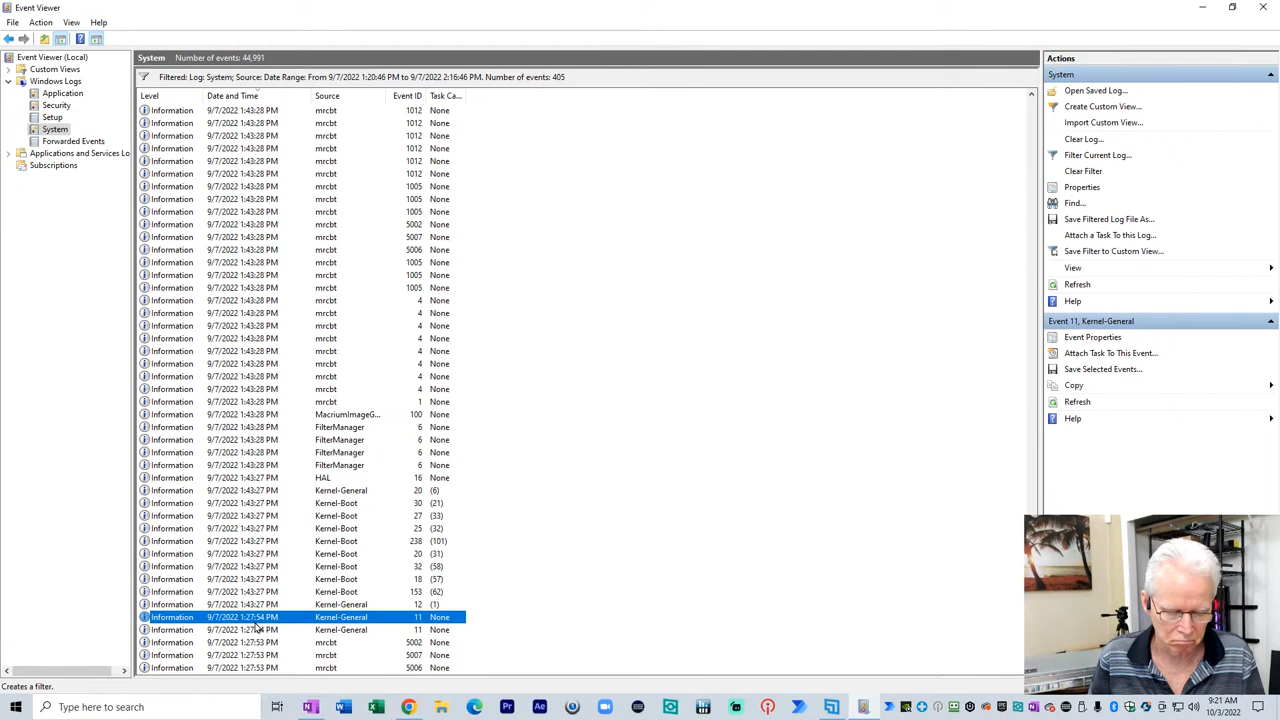 Event Viewer
File Action View Help
Event Viewer (Local)
Custom Views
Windows Logs
Application
Security
Setup
System
Forwarded Events
Applications and Services Lo
Subscriptions
System Number of events: 44,991
Filtered: Log: System; Source: Date Range: From 9/7/2022 1:20:46 PM to 9/7/2022 2:16:46 PM. Number of events: 405
Level Date and Time Source Event ID Task Ca...
Information 9/7/2022 1:43:28 PM mrcbt 1012 None
Information 9/7/2022 1:43:28 PM mrcbt 1012 None
Information 9/7/2022 1:43:28 PM mrcbt 1012 None
Information 9/7/2022 1:43:28 PM mrcbt 1012 None
Information 9/7/2022 1:43:28 PM mrcbt 1012 None
Information 9/7/2022 1:43:28 PM mrcbt 1012 None
Information 9/7/2022 1:43:28 PM mrcbt 1005 None
Information 9/7/2022 1:43:28 PM mrcbt 1005 None
Information 9/7/2022 1:43:28 PM mrcbt 1005 None
Information 9/7/2022 1:43:28 PM mrcbt 5002 None
Information 9/7/2022 1:43:28 PM mrcbt 5007 None
Information 9/7/2022 1:43:28 PM mrcbt 5006 None
Information 9/7/2022 1:43:28 PM mrcbt 1005 None
Information 9/7/2022 1:43:28 PM mrcbt 1005 None
Information 9/7/2022 1:43:28 PM mrcbt 1005 None
Information 9/7/2022 1:43:28 PM mrcbt 4 None
Information 9/7/2022 1:43:28 PM mrcbt 4 None
Information 9/7/2022 1:43:28 PM mrcbt 4 None
Information 9/7/2022 1:43:28 PM mrcbt 4 None
Information 9/7/2022 1:43:28 PM mrcbt 4 None
Information 9/7/2022 1:43:28 PM mrcbt 4 None
Information 9/7/2022 1:43:28 PM mrcbt 4 None
Information 9/7/2022 1:43:28 PM mrcbt 4 None
Information 9/7/2022 1:43:28 PM mrcbt 1 None
Information 9/7/2022 1:43:28 PM MacriumImageG... 100 None
Information 9/7/2022 1:43:28 PM FilterManager 6 None
Information 9/7/2022 1:43:28 PM FilterManager 6 None
Information 9/7/2022 1:43:28 PM FilterManager 6 None
Information 9/7/2022 1:43:28 PM FilterManager 6 None
Information 9/7/2022 1:43:27 PM HAL 16 None
Information 9/7/2022 1:43:27 PM Kernel-General 20 (6)
Information 9/7/2022 1:43:27 PM Kernel-Boot 30 (21)
Information 9/7/2022 1:43:27 PM Kernel-Boot 27 (33)
Information 9/7/2022 1:43:27 PM Kernel-Boot 25 (32)
Information 9/7/2022 1:43:27 PM Kernel-Boot 238 (101)
Information 9/7/2022 1:43:27 PM Kernel-Boot 20 (31)
Information 9/7/2022 1:43:27 PM Kernel-Boot 32 (58)
Information 9/7/2022 1:43:27 PM Kernel-Boot 18 (57)
Information 9/7/2022 1:43:27 PM Kernel-Boot 153 (62)
Information 9/7/2022 1:43:27 PM Kernel-General 12 (1)
Information 9/7/2022 1:27:54 PM Kernel-General 11 None
Information 9/7/2022 PM Kernel-General 11 None
Information 9/7/2022 1:27:53 PM mrcbt 5002 None
Information 9/7/2022 1:27:53 PM mrcbt 5007 None
Information 9/7/2022 1:27:53 PM mrcbt 5006 None
Actions
System
Open Saved Log...
Create Custom View...
Import Custom View...
Clear Log...
Filter Current Log...
Clear Filter
Properties
Find...
Save Filtered Log File As...
Attach a Task To this Log...
Save Filter to Custom View...
View
Refresh
Help
Event 11, Kernel-General
Event Properties
Attach Task To This Event...
Save Selected Events...
Copy
Refresh
Help
Creates a filter.
Type here to search
9:21 AM
10/3/2022